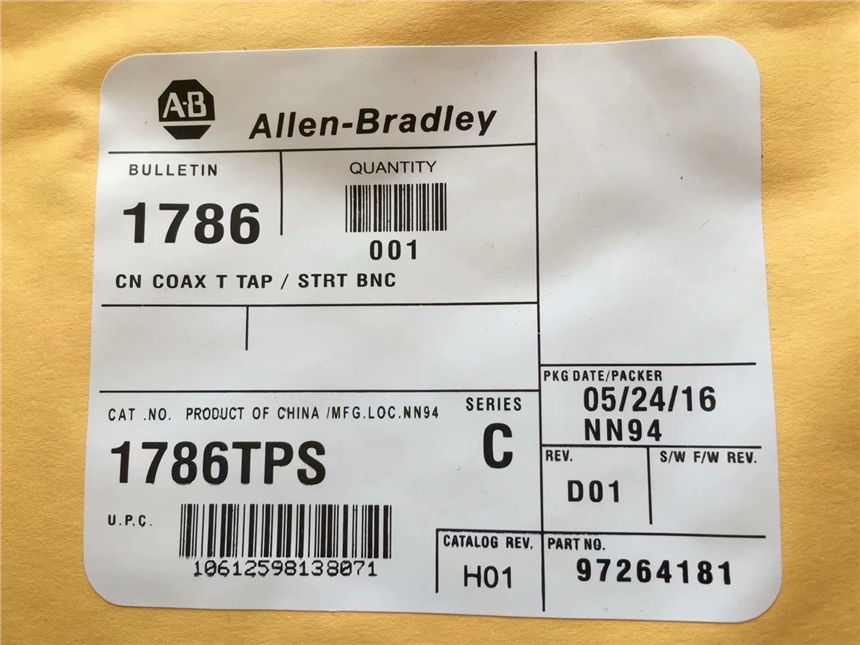 A-B
Allen-Bradley
BULLETIN
QUANTITY
1786
001
CN COAX T TAP / STRT BNC
PKG DATE/PACKER
05/24/16
NN94
CAT .NO. PRODUCT OF CHINA /MFG.LOC.NN94
SERIES
1786TPS
C
REV.
S/W F/W REV.
D01
U.P.C.
10612598138071
CATALOG REV.
H01
PART NO.
97264181